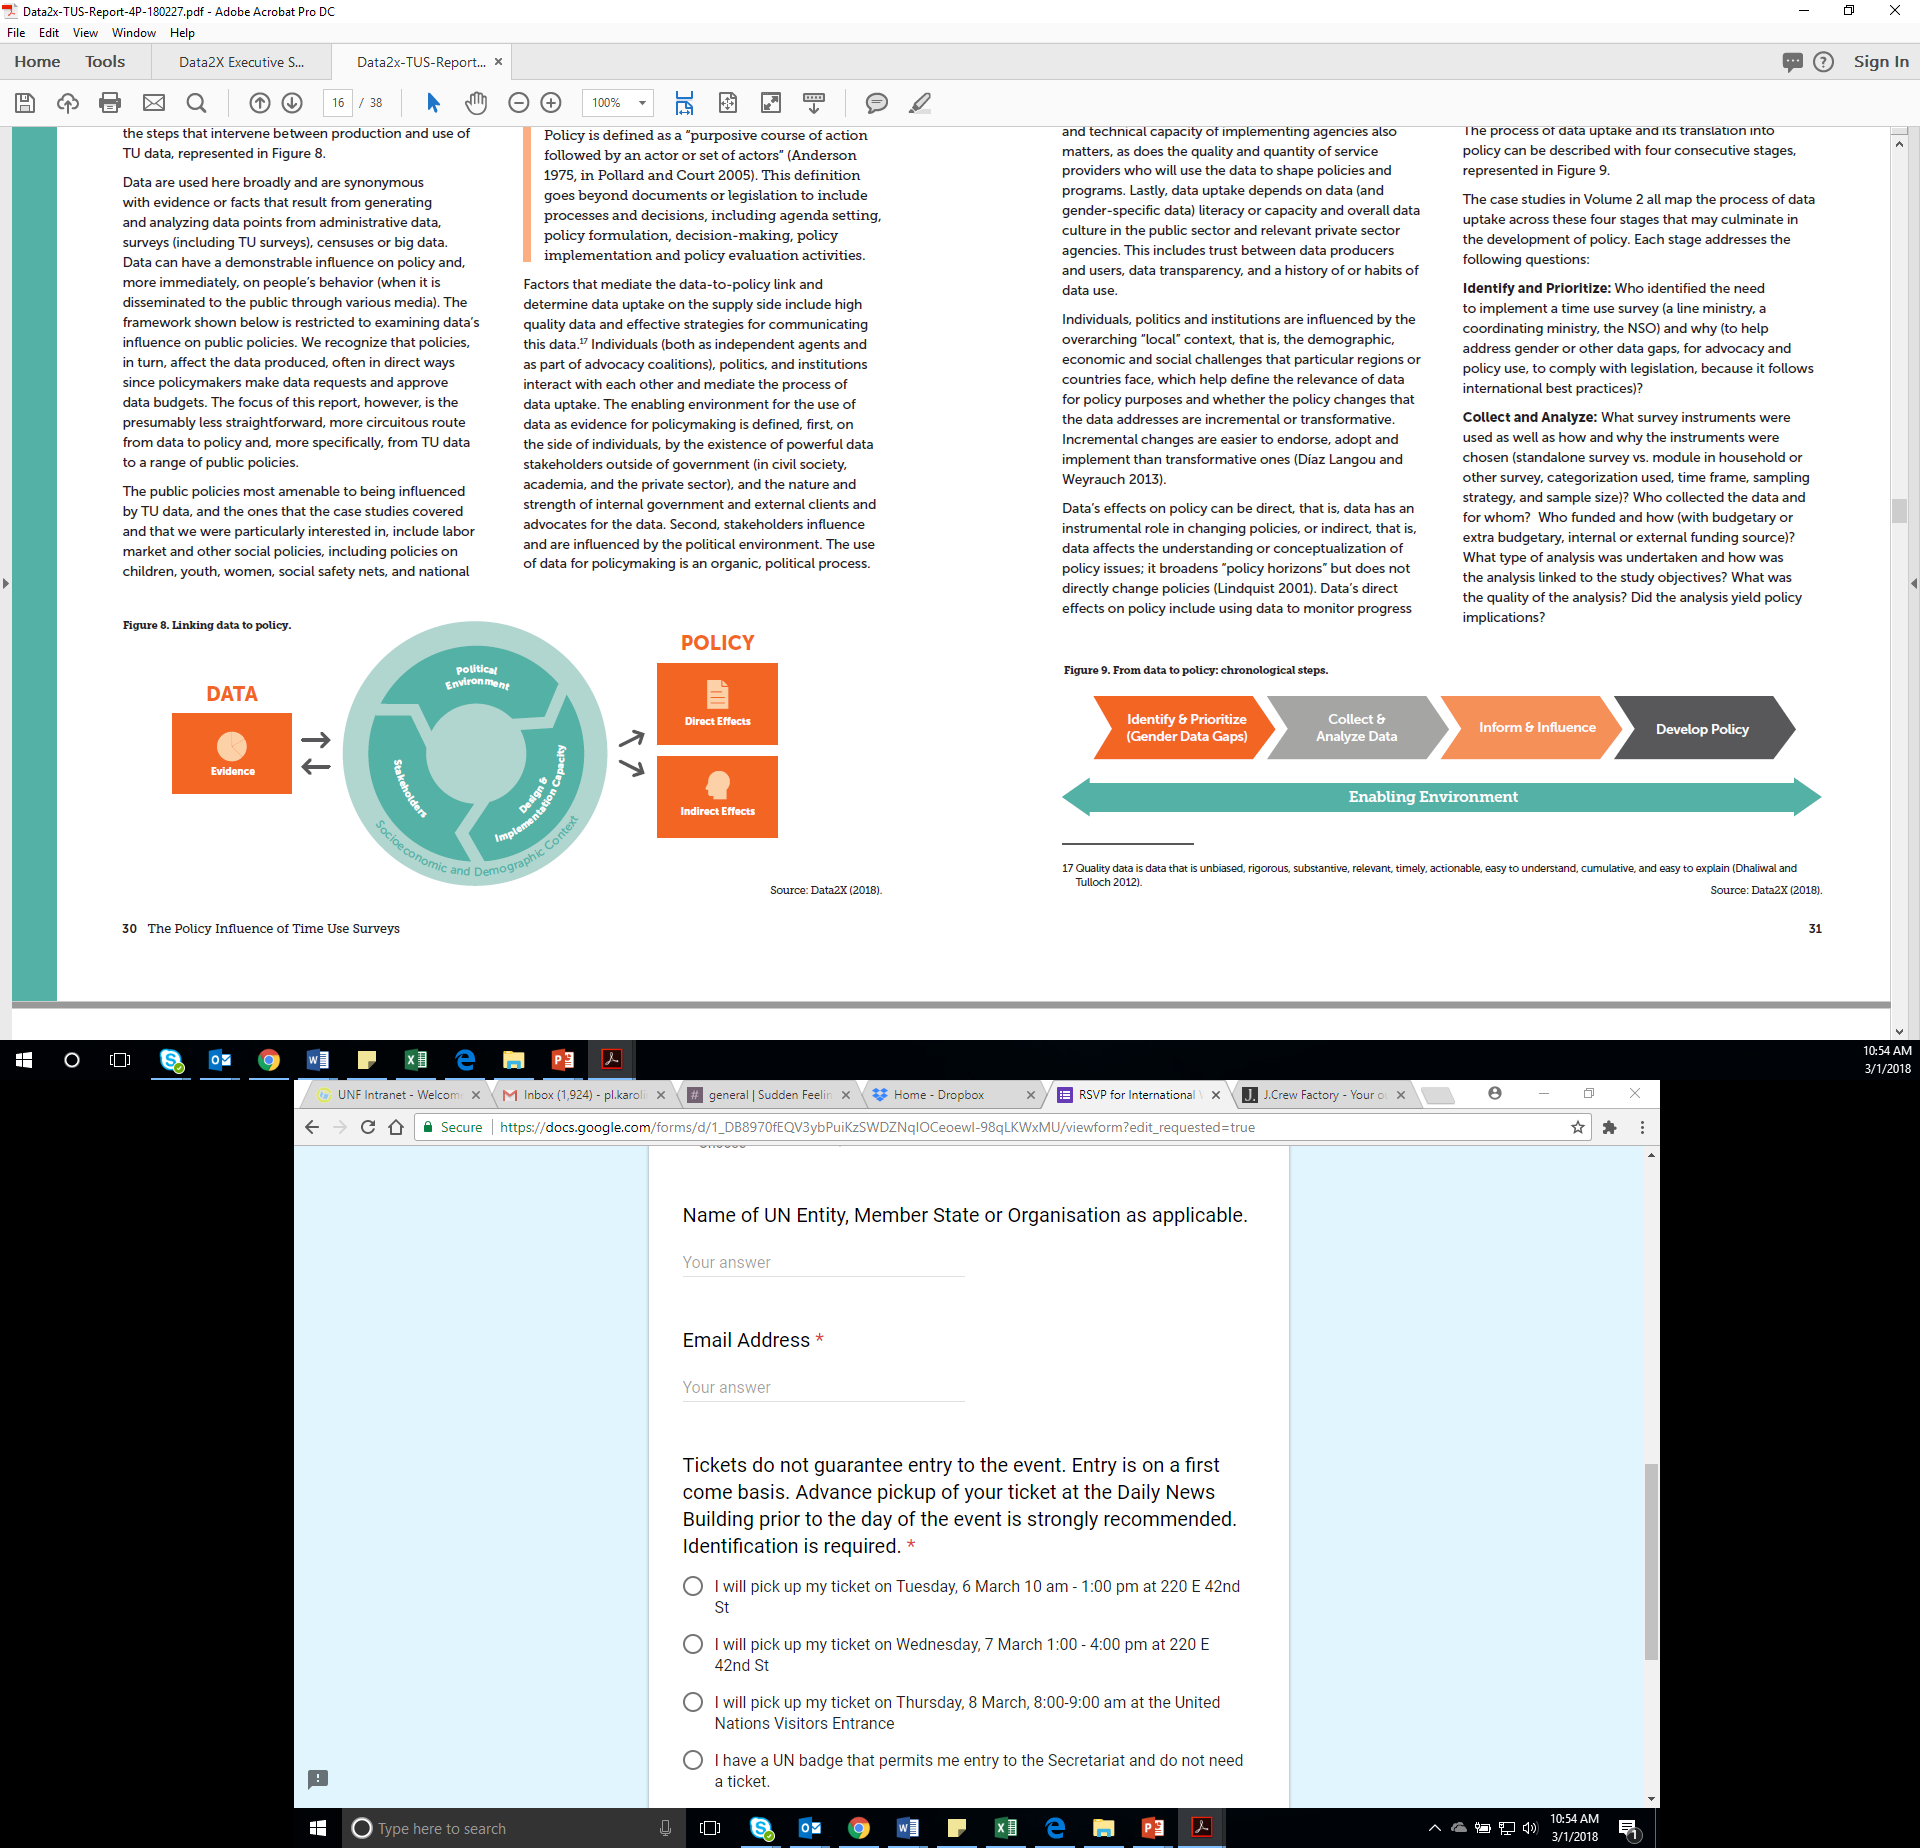 Data2x-TUS-Report-4P-180227.pdf - Adobe Acrobat Pro DC
File Edit View Window Help
Home Tools Data2X Executive S... Data2x-TUS-Report... × Sign In
16 / 38 100%
the steps that intervene between production and use of
TU data, represented in Figure 8.
Data are used here broadly and are synonymous
with evidence or facts that result from generating
and analyzing data points from administrative data,
surveys (including TU surveys), censuses or big data.
Data can have a demonstrable influence on policy and,
more immediately, on people's behavior (when it is
disseminated to the public through various media). The
framework shown below is restricted to examining data's
influence on public policies. We recognize that policies,
in turn, affect the data produced, often in direct ways
since policymakers make data requests and approve
data budgets. The focus of this report, however, is the
presumably less straightforward, more circuitous route
from data to policy and, more specifically, from TU data
to a range of public policies.
The public policies most amenable to being influenced
by TU data, and the ones that the case studies covered
and that we were particularly interested in, include labor
market and other social policies, including policies on
children, youth, women, social safety nets, and national
Policy is defined as a "purposive course of action
followed by an actor or set of actors" (Anderson
1975, in Pollard and Court 2005). This definition
goes beyond documents or legislation to include
processes and decisions, including agenda setting,
policy formulation, decision-making, policy
implementation and policy evaluation activities.
Factors that mediate the data-to-policy link and
determine data uptake on the supply side include high
quality data and effective strategies for communicating
this data.17 Individuals (both as independent agents and
as part of advocacy coalitions), politics, and institutions
interact with each other and mediate the process of
data uptake. The enabling environment for the use of
data as evidence for policymaking is defined, first, on
the side of individuals, by the existence of powerful data
stakeholders outside of government (in civil society,
academia, and the private sector), and the nature and
strength of internal government and external clients and
advocates for the data. Second, stakeholders influence
and are influenced by the political environment. The use
of data for policymaking is an organic, political process.
Figure 8. Linking data to policy.
DATA
Evidence
Political
Environment
Stakeholders
Design &
Implementation Capacity
Socioeconomic and Demographic Context
POLICY
Direct Effects
Indirect Effects
Source: Data2X (2018).
30 The Policy Influence of Time Use Surveys
and technical capacity of implementing agencies also
matters, as does the quality and quantity of service
providers who will use the data to shape policies and
programs. Lastly, data uptake depends on data (and
gender-specific data) literacy or capacity and overall data
culture in the public sector and relevant private sector
agencies. This includes trust between data producers
and users, data transparency, and a history of or habits of
data use.
Individuals, politics and institutions are influenced by the
overarching "local" context, that is, the demographic,
economic and social challenges that particular regions or
countries face, which help define the relevance of data
for policy purposes and whether the policy changes that
the data addresses are incremental or transformative.
Incremental changes are easier to endorse, adopt and
implement than transformative ones (Díaz Langou and
Weyrauch 2013).
Data's effects on policy can be direct, that is, data has an
instrumental role in changing policies, or indirect, that is,
data affects the understanding or conceptualization of
policy issues; it broadens "policy horizons" but does not
directly change policies (Lindquist 2001). Data's direct
effects on policy include using data to monitor progress
The process of data uptake and its translation into
policy can be described with four consecutive stages,
represented in Figure 9.
The case studies in Volume 2 all map the process of data
uptake across these four stages that may culminate in
the development of policy. Each stage addresses the
following questions:
Identify and Prioritize: Who identified the need
to implement a time use survey (a line ministry, a
coordinating ministry, the NSO) and why (to help
address gender or other data gaps, for advocacy and
policy use, to comply with legislation, because it follows
international best practices)?
Collect and Analyze: What survey instruments were
used as well as how and why the instruments were
chosen (standalone survey vs. module in household or
other survey, categorization used, time frame, sampling
strategy, and sample size)? Who collected the data and
for whom? Who funded and how (with budgetary or
extra budgetary, internal or external funding source)?
What type of analysis was undertaken and how was
the analysis linked to the study objectives? What was
the quality of the analysis? Did the analysis yield policy
implications?
Figure 9. From data to policy: chronological steps.
Identify & Prioritize
(Gender Data Gaps)
Collect &
Analyze Data
Inform & Influence
Develop Policy
Enabling Environment
17 Quality data is data that is unbiased, rigorous, substantive, relevant, timely, actionable, easy to understand, cumulative, and easy to explain (Dhaliwal and
Tulloch 2012).
Source: Data2X (2018).
31
10:54 AM
3/1/2018
UNF Intranet - Welcome Inbox (1,924) - pl.karoli general | Sudden Feelin Home - Dropbox RSVP for International J.Crew Factory - Your o
Secure https://docs.google.com/forms/d/1_DB8970fEQV3ybPuiKzSWDZNqIOCeoewI-98qLKWxMU/viewform?edit_requested=true
Name of UN Entity, Member State or Organisation as applicable.
Your answer
Email Address *
Your answer
Tickets do not guarantee entry to the event. Entry is on a first
come basis. Advance pickup of your ticket at the Daily News
Building prior to the day of the event is strongly recommended.
Identification is required. *
I will pick up my ticket on Tuesday, 6 March 10 am - 1:00 pm at 220 E 42nd
St
I will pick up my ticket on Wednesday, 7 March 1:00 - 4:00 pm at 220 E
42nd St
I will pick up my ticket on Thursday, 8 March, 8:00-9:00 am at the United
Nations Visitors Entrance
I have a UN badge that permits me entry to the Secretariat and do not need
a ticket.
Type here to search
10:54 AM
3/1/2018